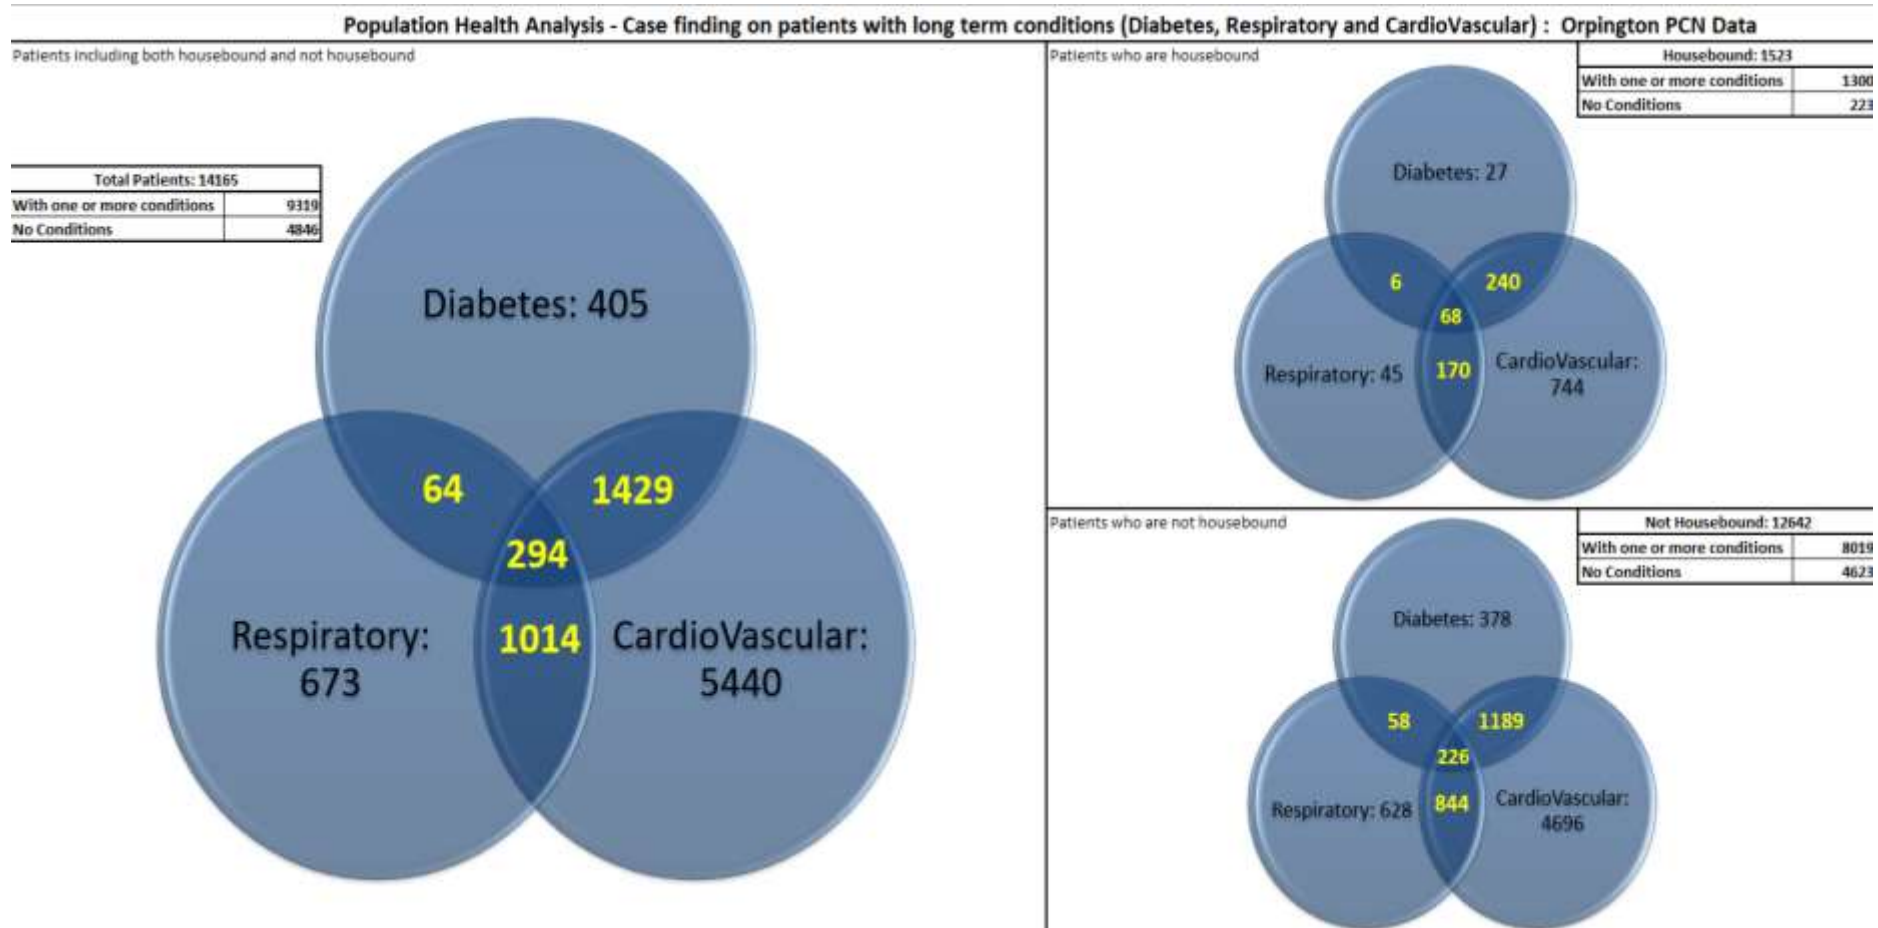 Population Health Analysis - Case finding on patients with long term conditions (Diabetes, Respiratory and CardioVascular) : Orpington PCN Data
Patients including both housebound and not housebound
Total Patients: 14165
With one or more conditions 9319
No Conditions 4846
Diabetes: 405
64
1429
294
Respiratory:
673
1014
CardioVascular:
5440
Patients who are housebound
Housebound: 1523
With one or more conditions 1300
No Conditions 223
Diabetes: 27
6
240
68
Respiratory: 45
170
CardioVascular:
744
Patients who are not housebound
Not Housebound: 12642
With one or more conditions 8019
No Conditions 4623
Diabetes: 378
58
1189
226
Respiratory: 628
844
CardioVascular:
4696